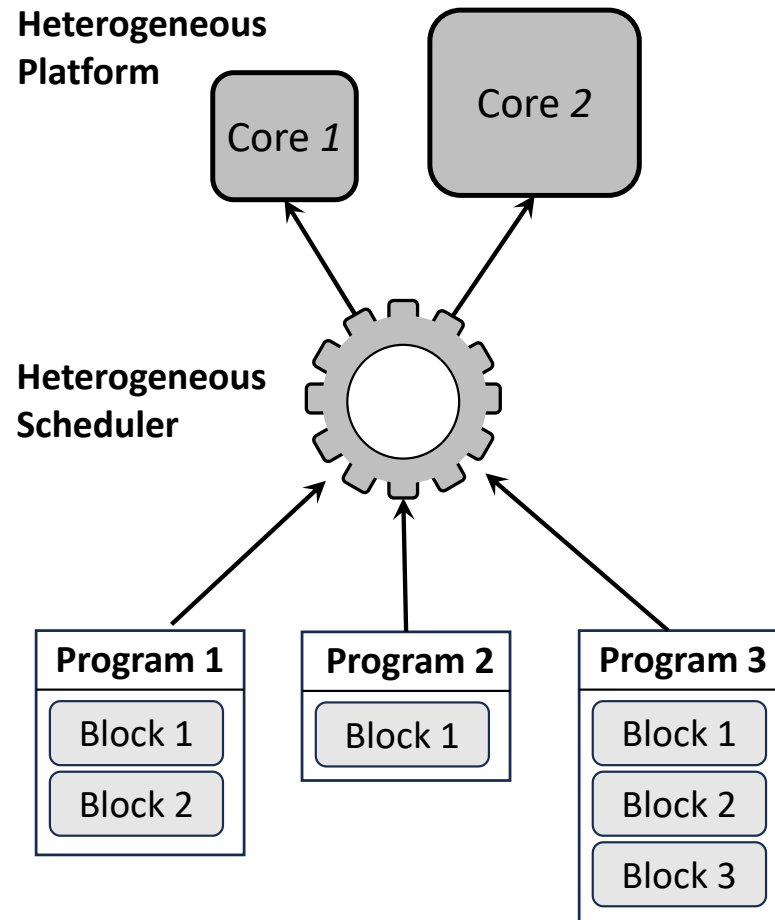 Heterogeneous
Platform
Core 1
Core 2
Heterogeneous
Scheduler
Program 1
Block 1
Block 2
Program 2
Block 1
Program 3
Block 1
Block 2
Block 3